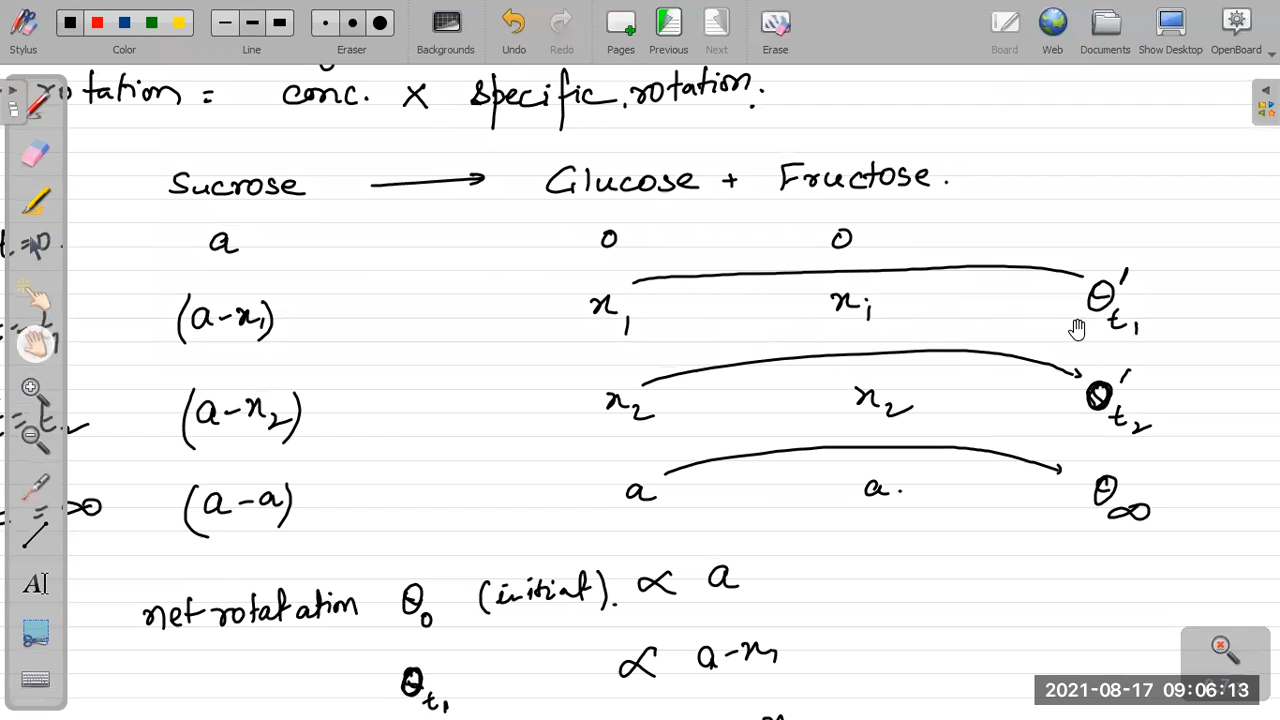 Stylus Color Line Eraser Backgrounds Undo Redo Pages Previous Next Erase Board Web Documents Show Desktop OpenBoard
rotation = conc. × specific rotation.
Sucrose ⟶ Glucose + Fructose.
a 0 0
(a-x₁) x₁ x₁ θ'ₜ₁
= t₂ (a-x₂) x₂ x₂ θ'ₜ₂
= ∞ (a-a) a a. θ∞
net rotatation θ₀ (initial). ∝ a
θₜ₁ ∝ a-x₁
2021-08-17 09:06:13